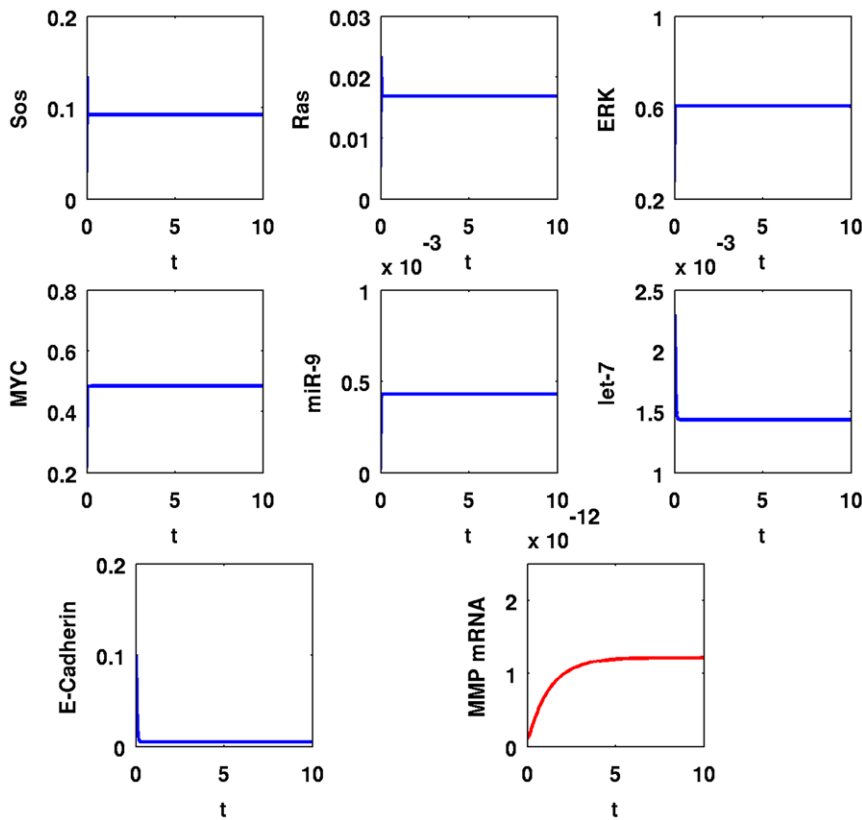 0.2
0.1
0
Sos
0 5 10
t
0.03
0.02
0.01
0
Ras
0 5 10
t
1
0.6
0.2
ERK
0 5 10
t
0.8
0.6
0.4
0.2
MYC
0 5 10
t
x 10 -3
1
0.5
0
miR-9
0 5 10
t
x 10 -3
2.5
2
1.5
1
let-7
0 5 10
t
0.2
0.1
0
E-Cadherin
0 5 10
t
x 10 -12
2
1
0
MMP mRNA
0 5 10
t